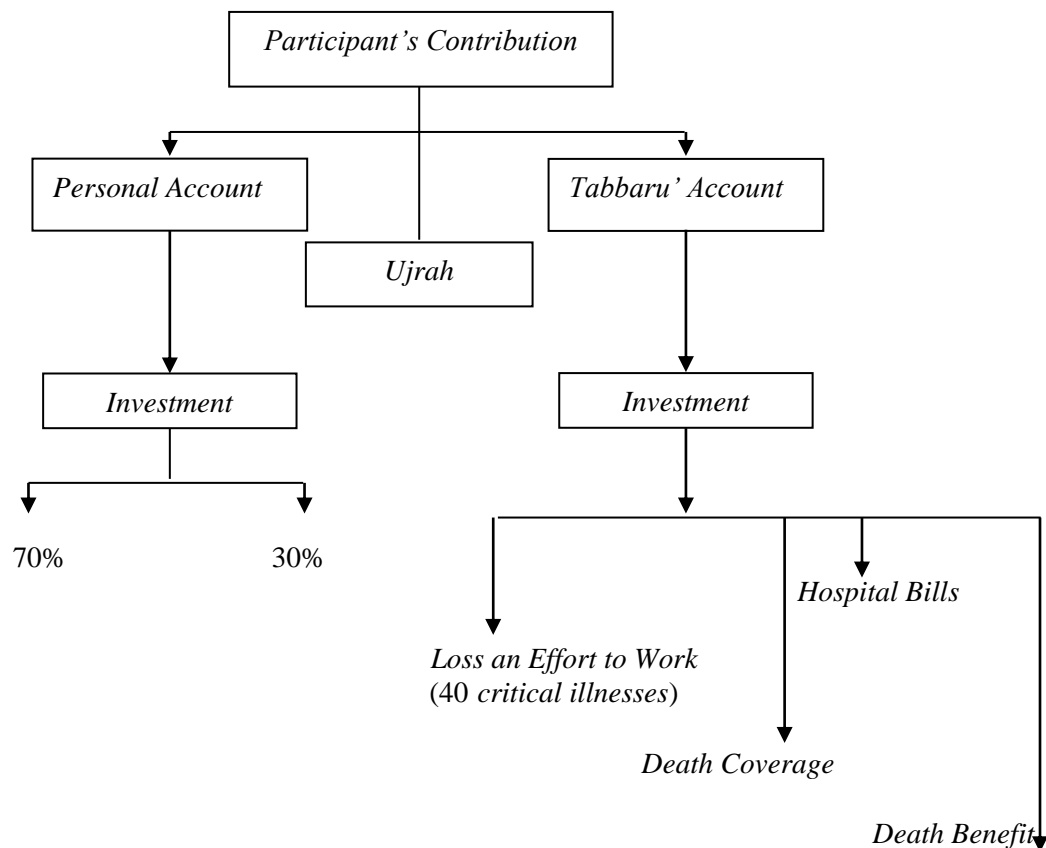 Participant’s Contribution
Personal Account
Tabbaru’ Account
Ujrah
Investment
Investment
70%
30%
Hospital Bills
Loss an Effort to Work
(40 critical illnesses)
Death Coverage
Death Benefit